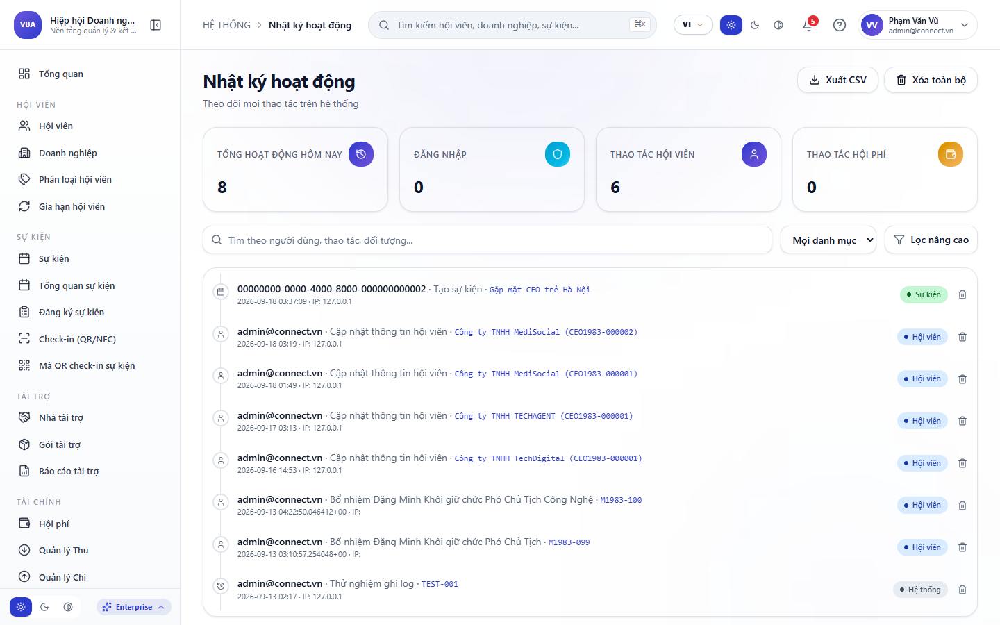 VBA
Hiệp hội Doanh ng...
Nền tảng quản lý & kết ...
Tổng quan
HỘI VIÊN
Hội viên
Doanh nghiệp
Phân loại hội viên
Gia hạn hội viên
SỰ KIỆN
Sự kiện
Tổng quan sự kiện
Đăng ký sự kiện
Check-in (QR/NFC)
Mã QR check-in sự kiện
TÀI TRỢ
Nhà tài trợ
Gói tài trợ
Báo cáo tài trợ
TÀI CHÍNH
Hội phí
Quản lý Thu
Quản lý Chi
Enterprise
HỆ THỐNG > Nhật ký hoạt động
Tìm kiếm hội viên, doanh nghiệp, sự kiện...
⌘K
VI
5
VV
Phạm Văn Vũ
admin@connect.vn
Nhật ký hoạt động
Theo dõi mọi thao tác trên hệ thống
Xuất CSV
Xóa toàn bộ
TỔNG HOẠT ĐỘNG HÔM NAY
8
ĐĂNG NHẬP
0
THAO TÁC HỘI VIÊN
6
THAO TÁC HỘI PHÍ
0
Tìm theo người dùng, thao tác, đối tượng...
Mọi danh mục
Lọc nâng cao
00000000-0000-4000-8000-000000000002 · Tạo sự kiện · Gặp mặt CEO trẻ Hà Nội
2026-09-18 03:37:09 · IP: 127.0.0.1
Sự kiện
admin@connect.vn · Cập nhật thông tin hội viên · Công ty TNHH MediSocial (CEO1983-000002)
2026-09-18 03:19 · IP: 127.0.0.1
Hội viên
admin@connect.vn · Cập nhật thông tin hội viên · Công ty TNHH MediSocial (CEO1983-000001)
2026-09-18 01:49 · IP: 127.0.0.1
Hội viên
admin@connect.vn · Cập nhật thông tin hội viên · Công ty TNHH TECHAGENT (CEO1983-000001)
2026-09-17 03:13 · IP: 127.0.0.1
Hội viên
admin@connect.vn · Cập nhật thông tin hội viên · Công ty TNHH TechDigital (CEO1983-000001)
2026-09-16 14:53 · IP: 127.0.0.1
Hội viên
admin@connect.vn · Bổ nhiệm Đặng Minh Khôi giữ chức Phó Chủ Tịch Công Nghệ · M1983-100
2026-09-13 04:22:50.046412+00 · IP:
Hội viên
admin@connect.vn · Bổ nhiệm Đặng Minh Khôi giữ chức Phó Chủ Tịch · M1983-099
2026-09-13 03:10:57.254048+00 · IP:
Hội viên
admin@connect.vn · Thử nghiệm ghi log · TEST-001
2026-09-13 02:17 · IP: 127.0.0.1
Hệ thống